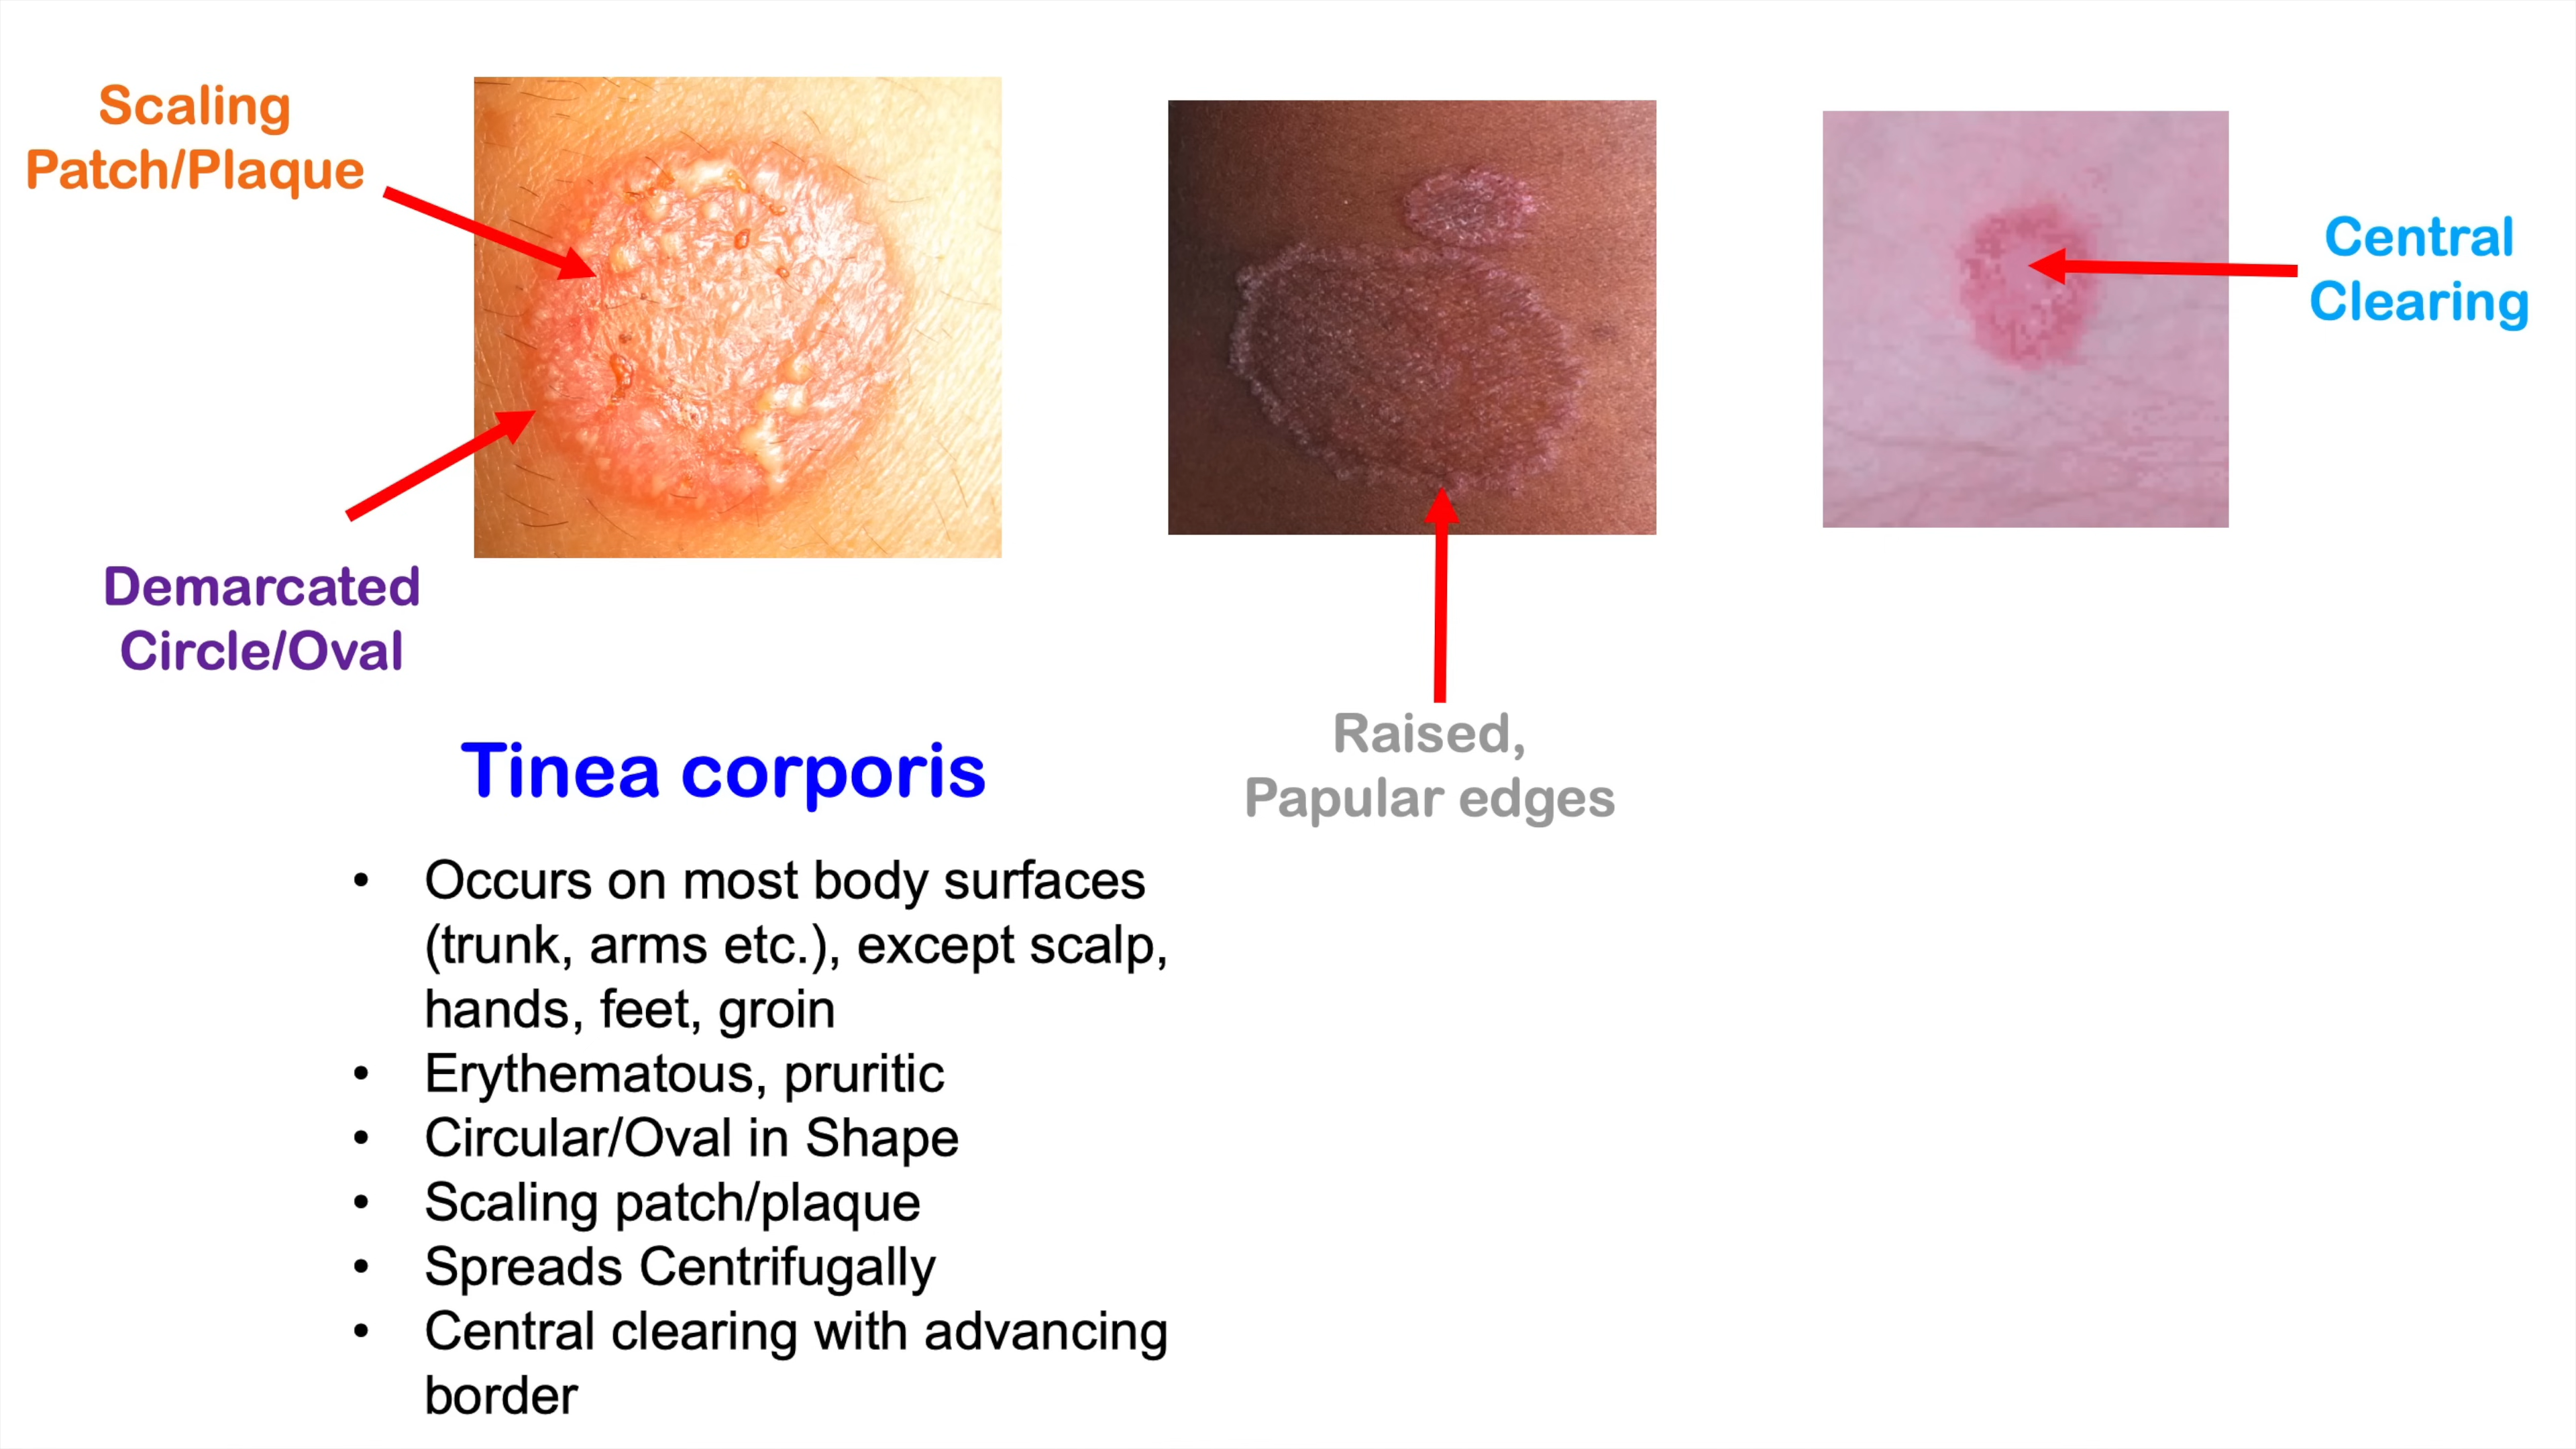 Scaling
Patch/Plaque
Demarcated
Circle/Oval
Raised,
Papular edges
Central
Clearing
Tinea corporis
• Occurs on most body surfaces
(trunk, arms etc.), except scalp,
hands, feet, groin
• Erythematous, pruritic
• Circular/Oval in Shape
• Scaling patch/plaque
• Spreads Centrifugally
• Central clearing with advancing
border